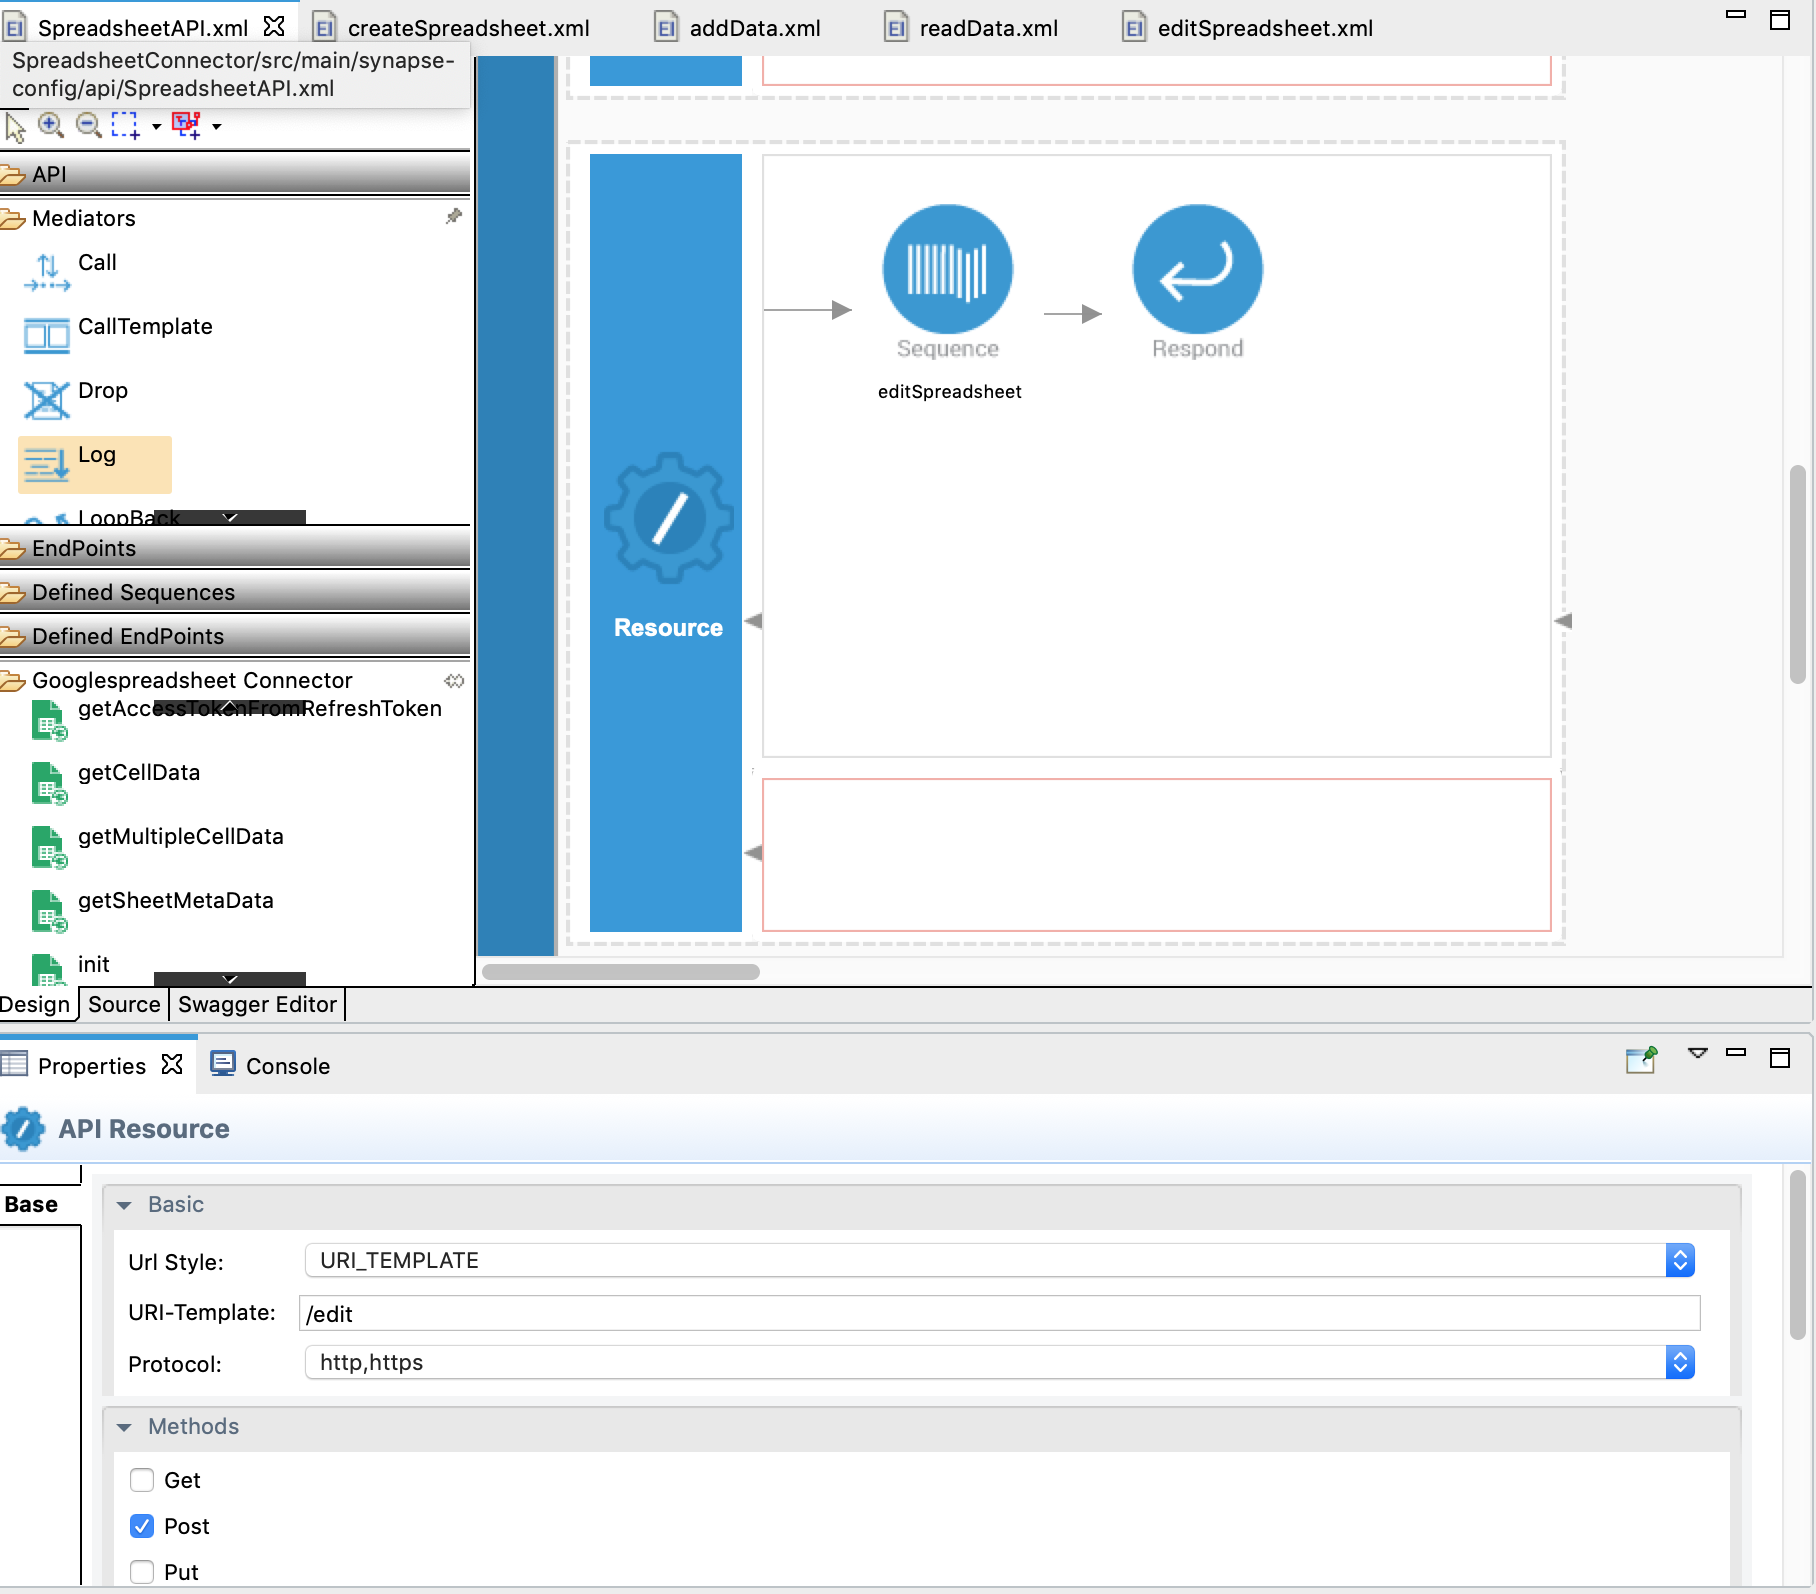 SpreadsheetAPI.xml
createSpreadsheet.xml
addData.xml
readData.xml
editSpreadsheet.xml
SpreadsheetConnector/src/main/synapse-
config/api/SpreadsheetAPI.xml
API
Mediators
Call
CallTemplate
Drop
Log
LoopBack
EndPoints
Defined Sequences
Defined EndPoints
Googlespreadsheet Connector
getAccessTokenFromRefreshToken
getCellData
getMultipleCellData
getSheetMetaData
init
Sequence
Respond
editSpreadsheet
Resource
Design
Source
Swagger Editor
Properties
Console
API Resource
Base
Basic
Url Style:
URI_TEMPLATE
URI-Template:
/edit
Protocol:
http,https
Methods
Get
Post
Put